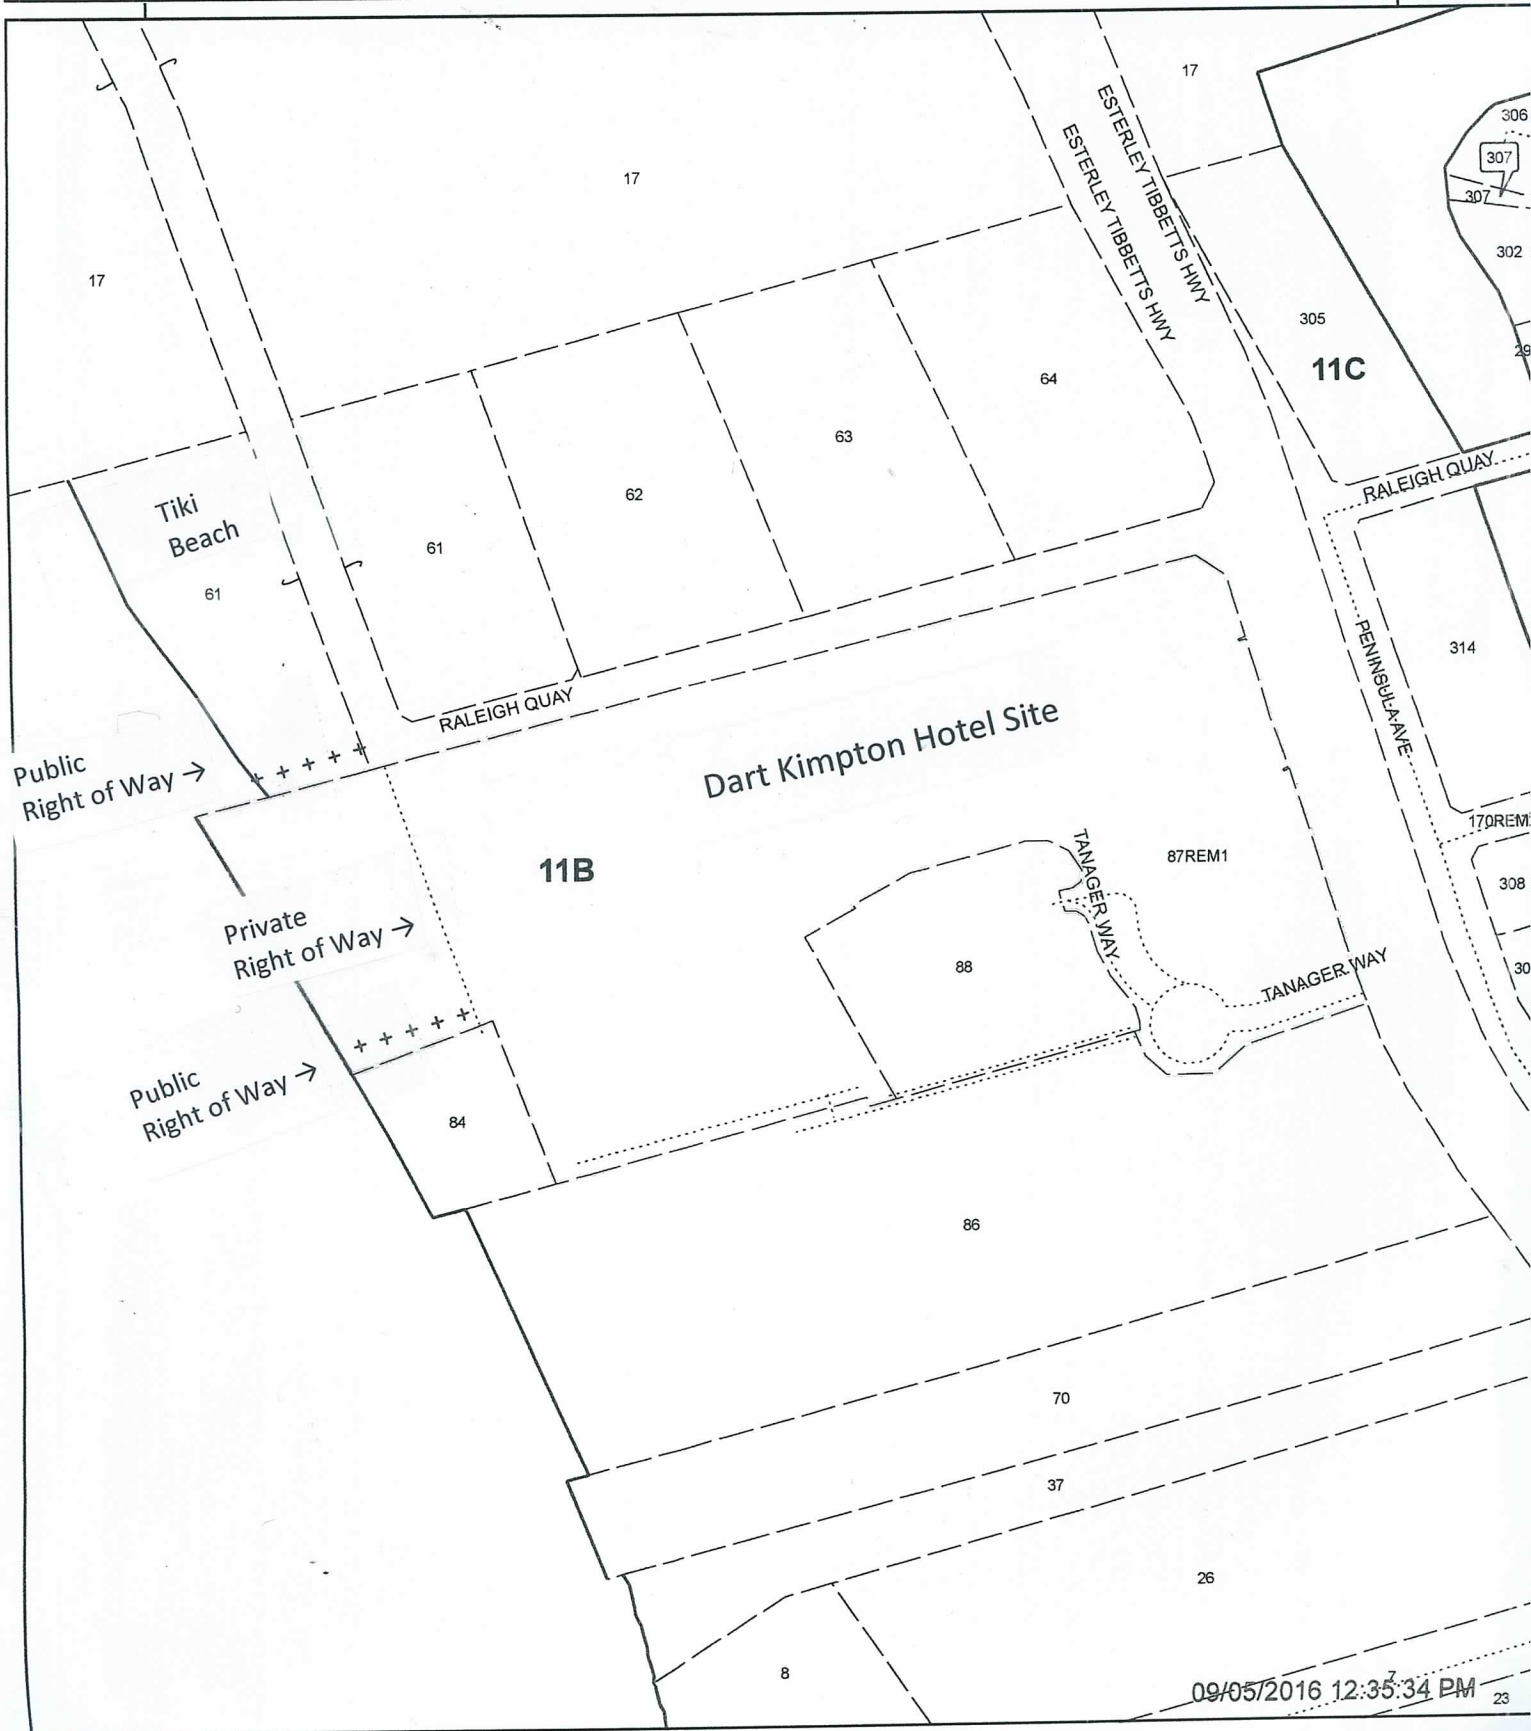 17
306
307
307
17
17
302
ESTERLEY TIBBETTS HWY
ESTERLEY TIBBETTS HWY
305
11C
64
63
62
61
RALEIGH QUAY
Tiki
Beach
61
314
PENINSULA AVE
RALEIGH QUAY
Dart Kimpton Hotel Site
Public
Right of Way →
170REM
87REM1
11B
308
TANAGER WAY
Private
Right of Way →
88
TANAGER WAY
30
Public
Right of Way →
84
86
70
37
26
8
7
09/05/2016 12:35:34 PM
23